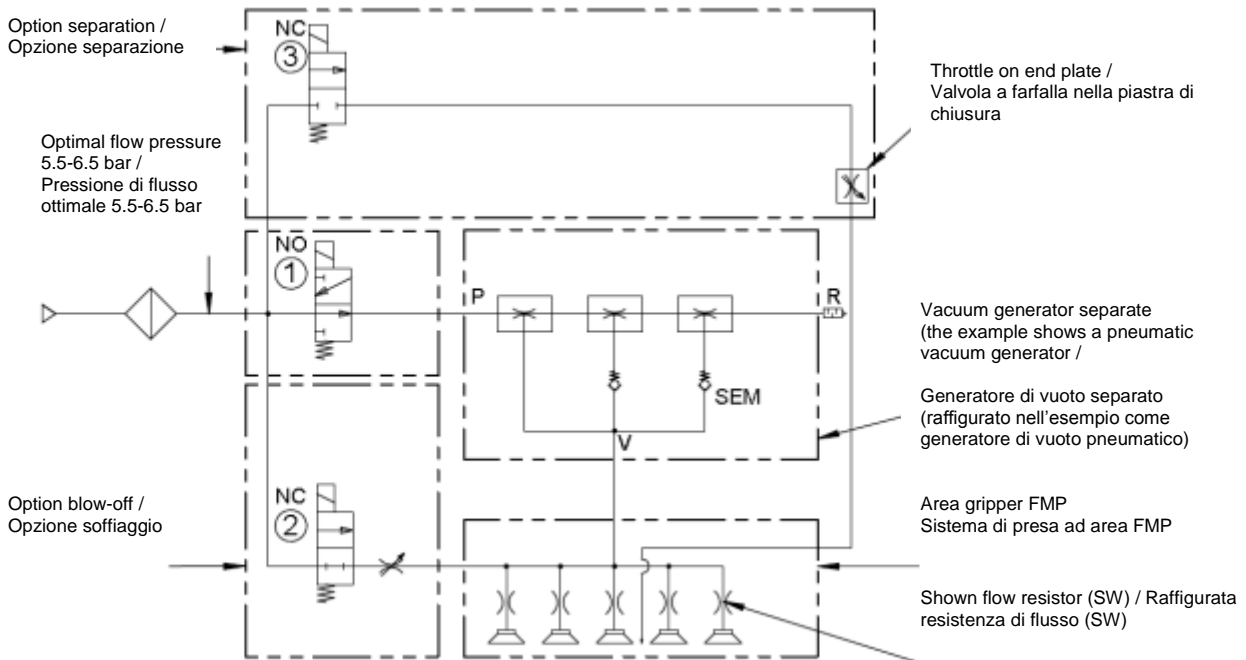 Option separation /
Opzione separazione
NC
3
Throttle on end plate /
Valvola a farfalla nella piastra di
chiusura
Optimal flow pressure
5.5-6.5 bar /
Pressione di flusso
ottimale 5.5-6.5 bar
NO
1
P
R
SEM
V
Vacuum generator separate
(the example shows a pneumatic
vacuum generator /
Generatore di vuoto separato
(raffigurato nell'esempio come
generatore di vuoto pneumatico)
Option blow-off /
Opzione soffiaggio
NC
2
Area gripper FMP
Sistema di presa ad area FMP
Shown flow resistor (SW) / Raffigurata
resistenza di flusso (SW)